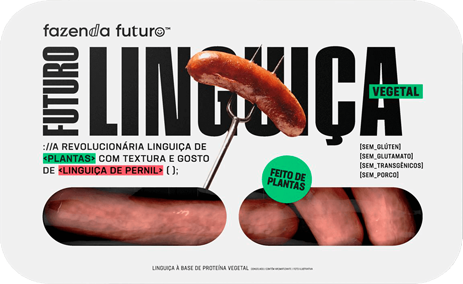 fazenda futuro™
FUTURO
LINGUIÇA
VEGETAL
://A REVOLUCIONÁRIA LINGUIÇA DE
<PLANTAS> COM TEXTURA E GOSTO
DE <LINGUIÇA DE PERNIL> ( );
FEITO DE
PLANTAS
[SEM_GLÚTEN]
[SEM_GLUTAMATO]
[SEM_TRANSGÊNICOS]
[SEM_PORCO]
LINGUIÇA À BASE DE PROTEÍNA VEGETAL